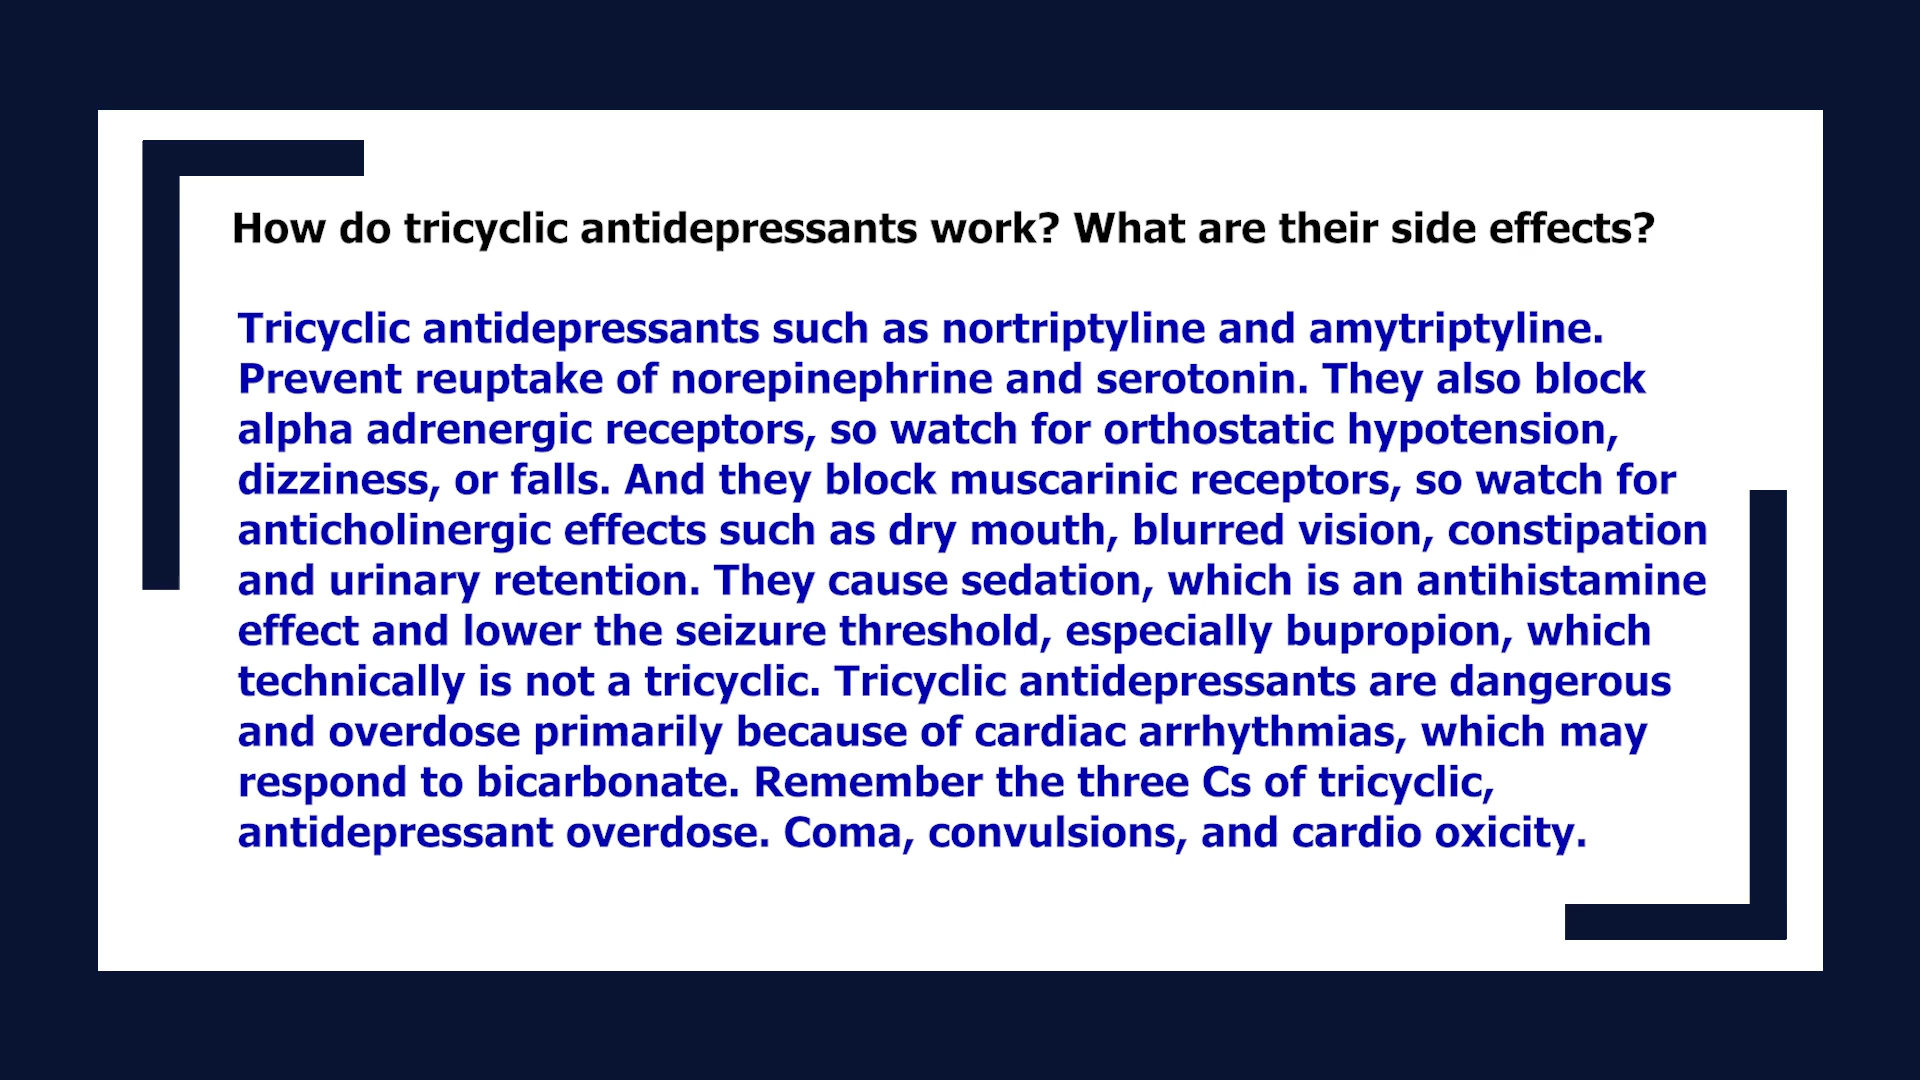 How do tricyclic antidepressants work? What are their side effects?
Tricyclic antidepressants such as nortriptyline and amytriptyline.
Prevent reuptake of norepinephrine and serotonin. They also block
alpha adrenergic receptors, so watch for orthostatic hypotension,
dizziness, or falls. And they block muscarinic receptors, so watch for
anticholinergic effects such as dry mouth, blurred vision, constipation
and urinary retention. They cause sedation, which is an antihistamine
effect and lower the seizure threshold, especially bupropion, which
technically is not a tricyclic. Tricyclic antidepressants are dangerous
and overdose primarily because of cardiac arrhythmias, which may
respond to bicarbonate. Remember the three Cs of tricyclic,
antidepressant overdose. Coma, convulsions, and cardio oxicity.